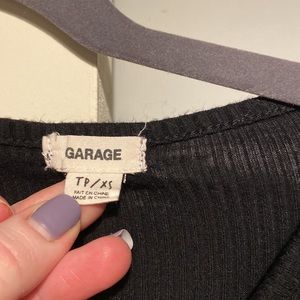 GARAGE
TP/XS
FAIT EN CHINE
MADE IN CHINA